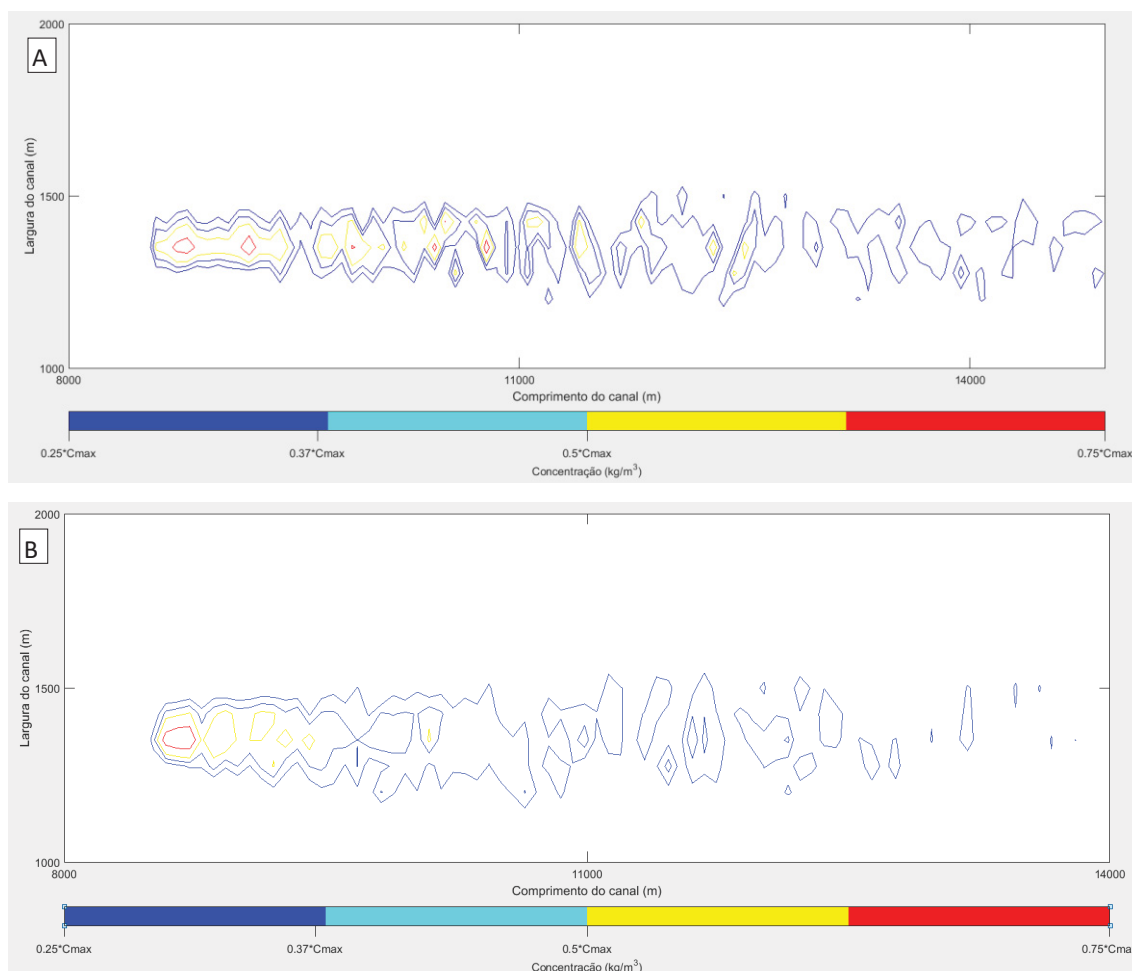 A
2000
1500
1000
Largura do canal (m)
8000 11000 14000
Comprimento do canal (m)
0.25*Cmax 0.37*Cmax 0.5*Cmax 0.75*Cmax
Concentração (kg/m³)
B
2000
1500
1000
Largura do canal (m)
8000 11000 14000
Comprimento do canal (m)
0.25*Cmax 0.37*Cmax 0.5*Cmax 0.75*Cmax
Concentração (kg/m³)